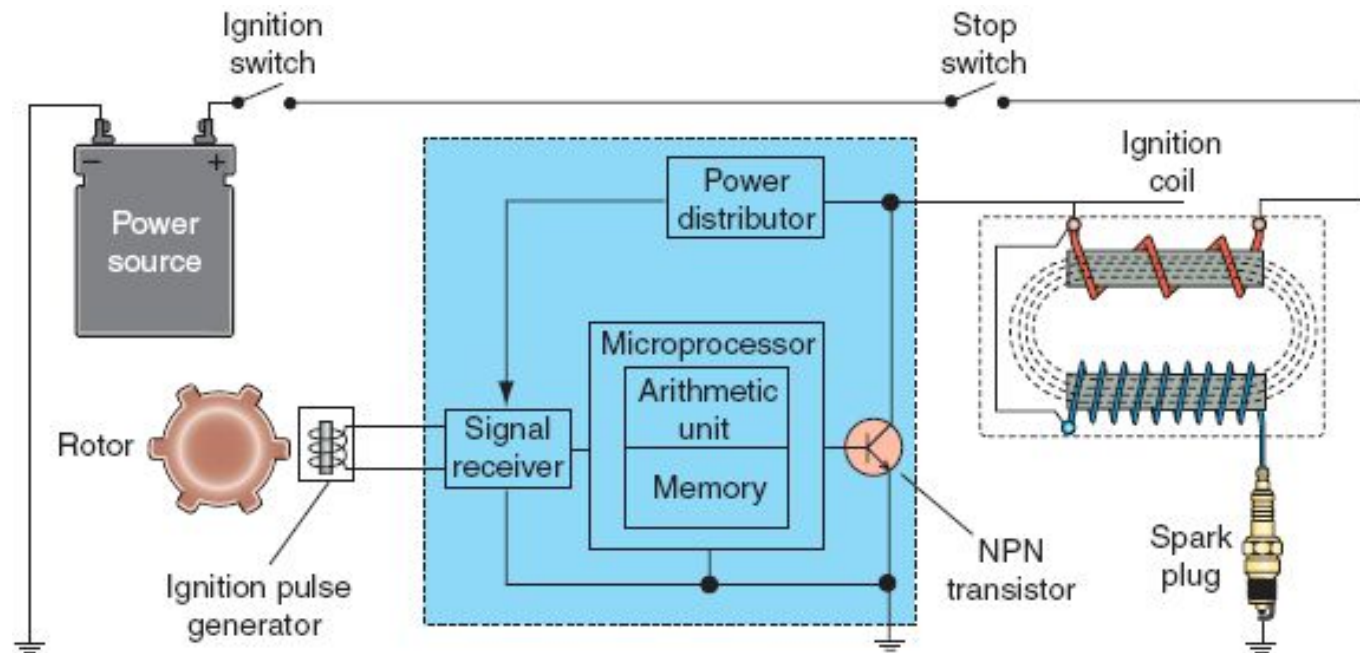 Ignition
switch
Stop
switch
Ignition
coil
−
+
Power
source
Power
distributor
Microprocessor
Arithmetic
unit
Memory
Signal
receiver
Rotor
Ignition pulse
generator
NPN
transistor
Spark
plug